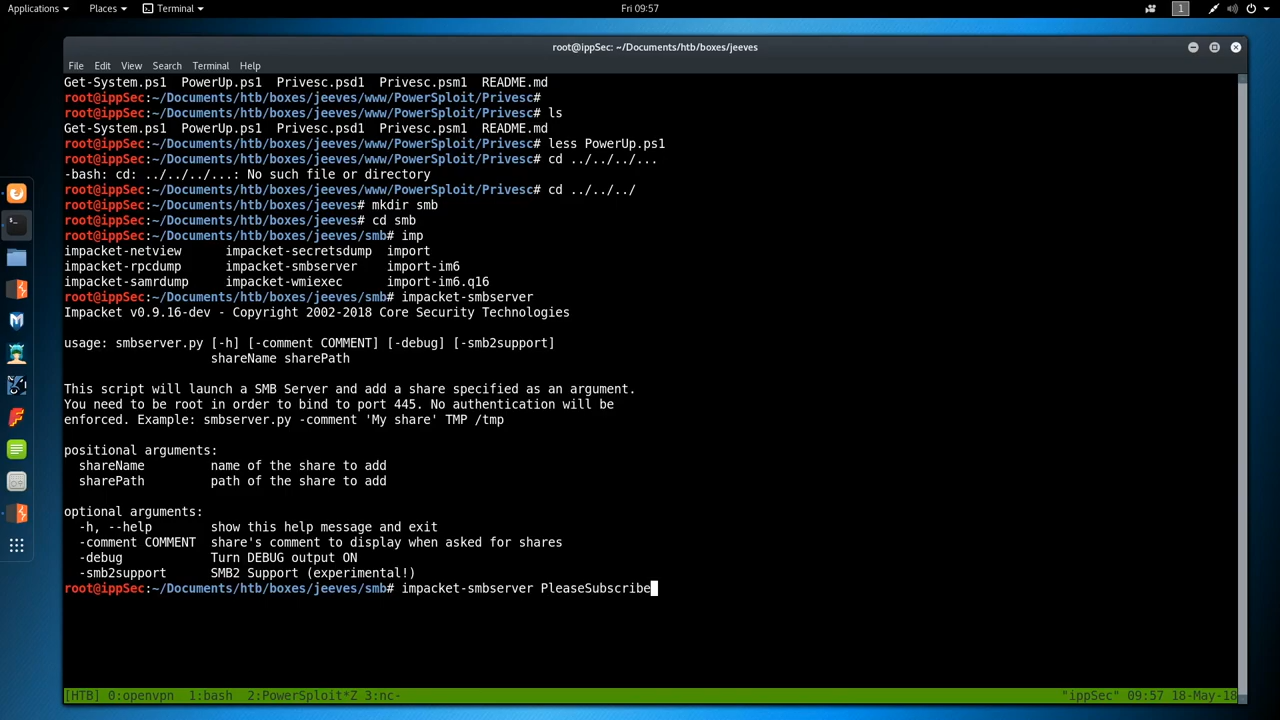 Applications Places Terminal Fri 09:57 1
root@ippSec: ~/Documents/htb/boxes/jeeves
File Edit View Search Terminal Help
Get-System.ps1 PowerUp.ps1 Privesc.psd1 Privesc.psm1 README.md
root@ippSec:~/Documents/htb/boxes/jeeves/www/PowerSploit/Privesc#
root@ippSec:~/Documents/htb/boxes/jeeves/www/PowerSploit/Privesc# ls
Get-System.ps1 PowerUp.ps1 Privesc.psd1 Privesc.psm1 README.md
root@ippSec:~/Documents/htb/boxes/jeeves/www/PowerSploit/Privesc# less PowerUp.ps1
root@ippSec:~/Documents/htb/boxes/jeeves/www/PowerSploit/Privesc# cd ../../../...
-bash: cd: ../../../...: No such file or directory
root@ippSec:~/Documents/htb/boxes/jeeves/www/PowerSploit/Privesc# cd ../../../
root@ippSec:~/Documents/htb/boxes/jeeves# mkdir smb
root@ippSec:~/Documents/htb/boxes/jeeves# cd smb
root@ippSec:~/Documents/htb/boxes/jeeves/smb# imp
impacket-netview impacket-secretsdump import
impacket-rpcdump impacket-smbserver import-im6
impacket-samrdump impacket-wmiexec import-im6.q16
root@ippSec:~/Documents/htb/boxes/jeeves/smb# impacket-smbserver
Impacket v0.9.16-dev - Copyright 2002-2018 Core Security Technologies
usage: smbserver.py [-h] [-comment COMMENT] [-debug] [-smb2support]
shareName sharePath
This script will launch a SMB Server and add a share specified as an argument.
You need to be root in order to bind to port 445. No authentication will be
enforced. Example: smbserver.py -comment 'My share' TMP /tmp
positional arguments:
shareName name of the share to add
sharePath path of the share to add
optional arguments:
-h, --help show this help message and exit
-comment COMMENT share's comment to display when asked for shares
-debug Turn DEBUG output ON
-smb2support SMB2 Support (experimental!)
root@ippSec:~/Documents/htb/boxes/jeeves/smb# impacket-smbserver PleaseSubscribe
[HTB] 0:openvpn 1:bash 2:PowerSploit*Z 3:nc- "ippSec" 09:57 18-May-18